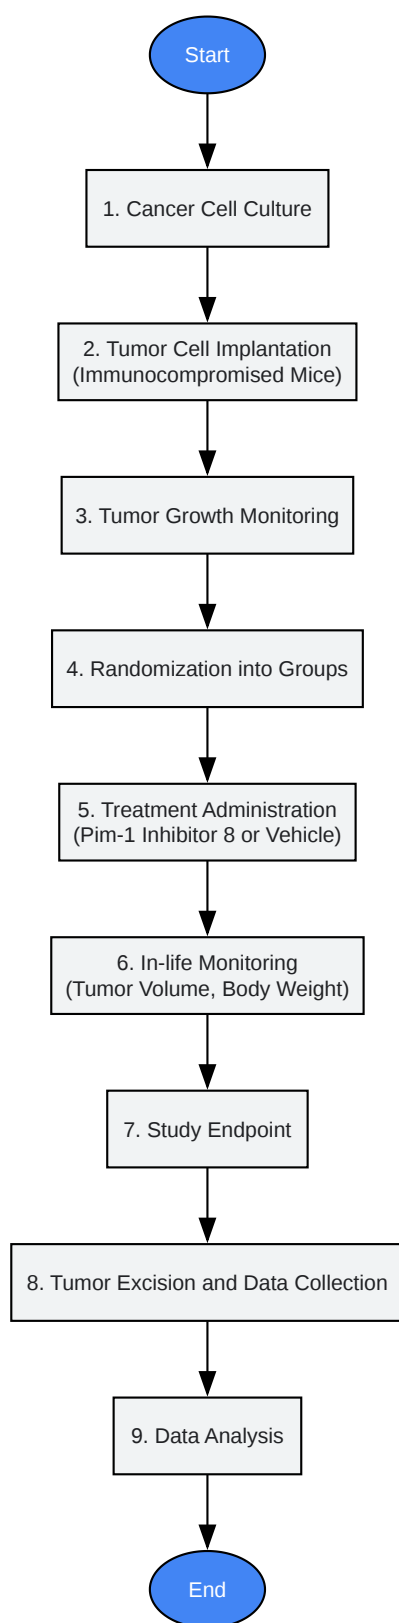 Start
1. Cancer Cell Culture
2. Tumor Cell Implantation
(Immunocompromised Mice)
3. Tumor Growth Monitoring
4. Randomization into Groups
5. Treatment Administration
(Pim-1 Inhibitor 8 or Vehicle)
6. In-life Monitoring
(Tumor Volume, Body Weight)
7. Study Endpoint
8. Tumor Excision and Data Collection
9. Data Analysis
End